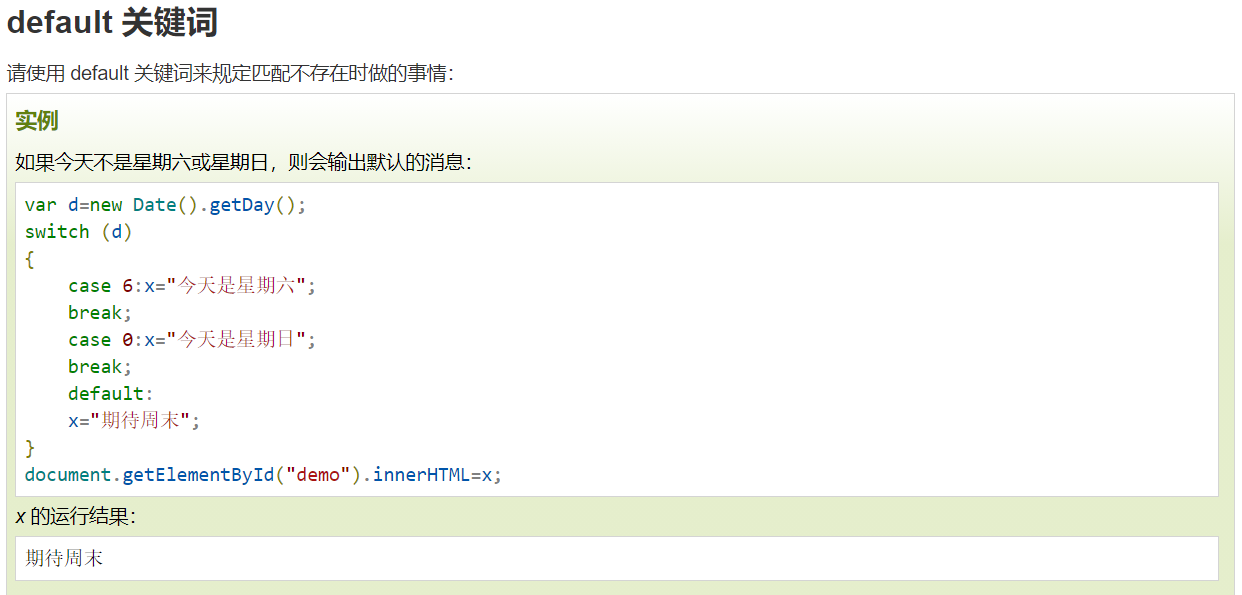 default 关键词
请使用 default 关键词来规定匹配不存在时做的事情：
实例
如果今天不是星期六或星期日，则会输出默认的消息：
var d=new Date().getDay();
switch (d)
{
    case 6:x="今天是星期六";
    break;
    case 0:x="今天是星期日";
    break;
    default:
    x="期待周末";
}
document.getElementById("demo").innerHTML=x;
x 的运行结果：
期待周末